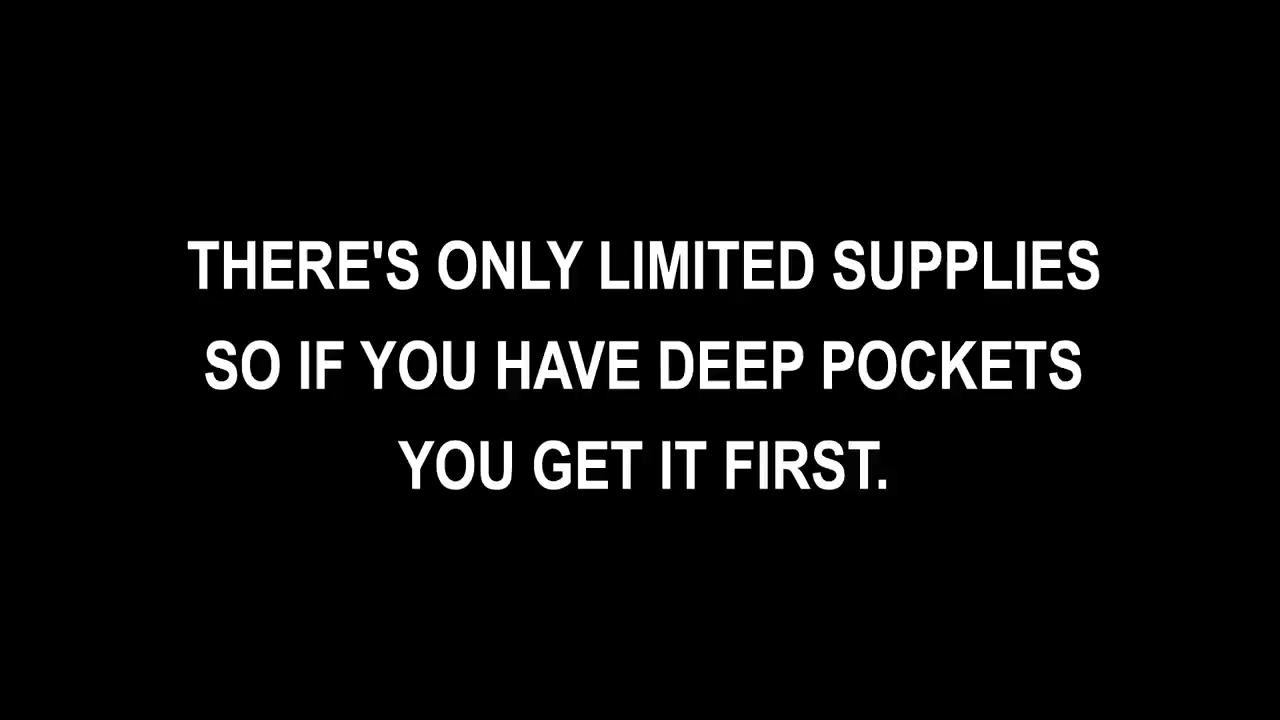 THERE'S ONLY LIMITED SUPPLIES
SO IF YOU HAVE DEEP POCKETS
YOU GET IT FIRST.